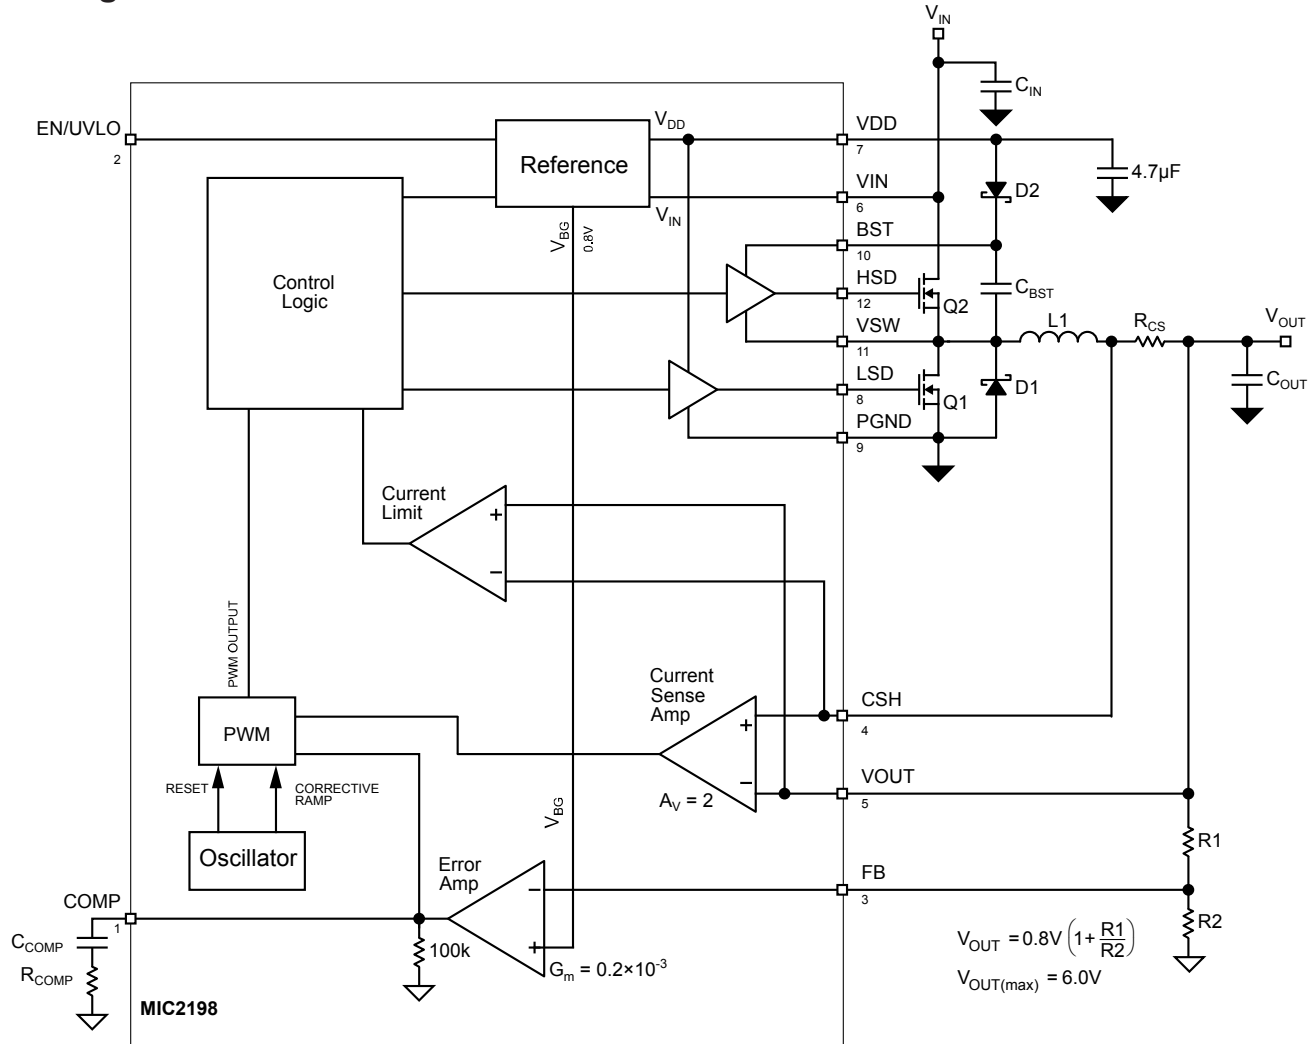 V_IN
C_IN
EN/UVLO
2
Reference
V_DD
VDD
7
4.7µF
D2
V_IN
VIN
6
V_BG
0.8V
BST
10
Control
Logic
HSD
12
Q2
C_BST
VSW
11
L1
R_CS
V_OUT
LSD
8
Q1
D1
C_OUT
PGND
9
Current
Limit
+
−
PWM OUTPUT
Current
Sense
Amp
+
−
A_V = 2
CSH
4
PWM
RESET
CORRECTIVE
RAMP
VOUT
5
V_BG
R1
Oscillator
Error
Amp
−
+
FB
3
R2
COMP
1
C_COMP
R_COMP
100k
G_m = 0.2×10⁻³
V_OUT = 0.8V (1+ R1/R2)
V_OUT(max) = 6.0V
MIC2198